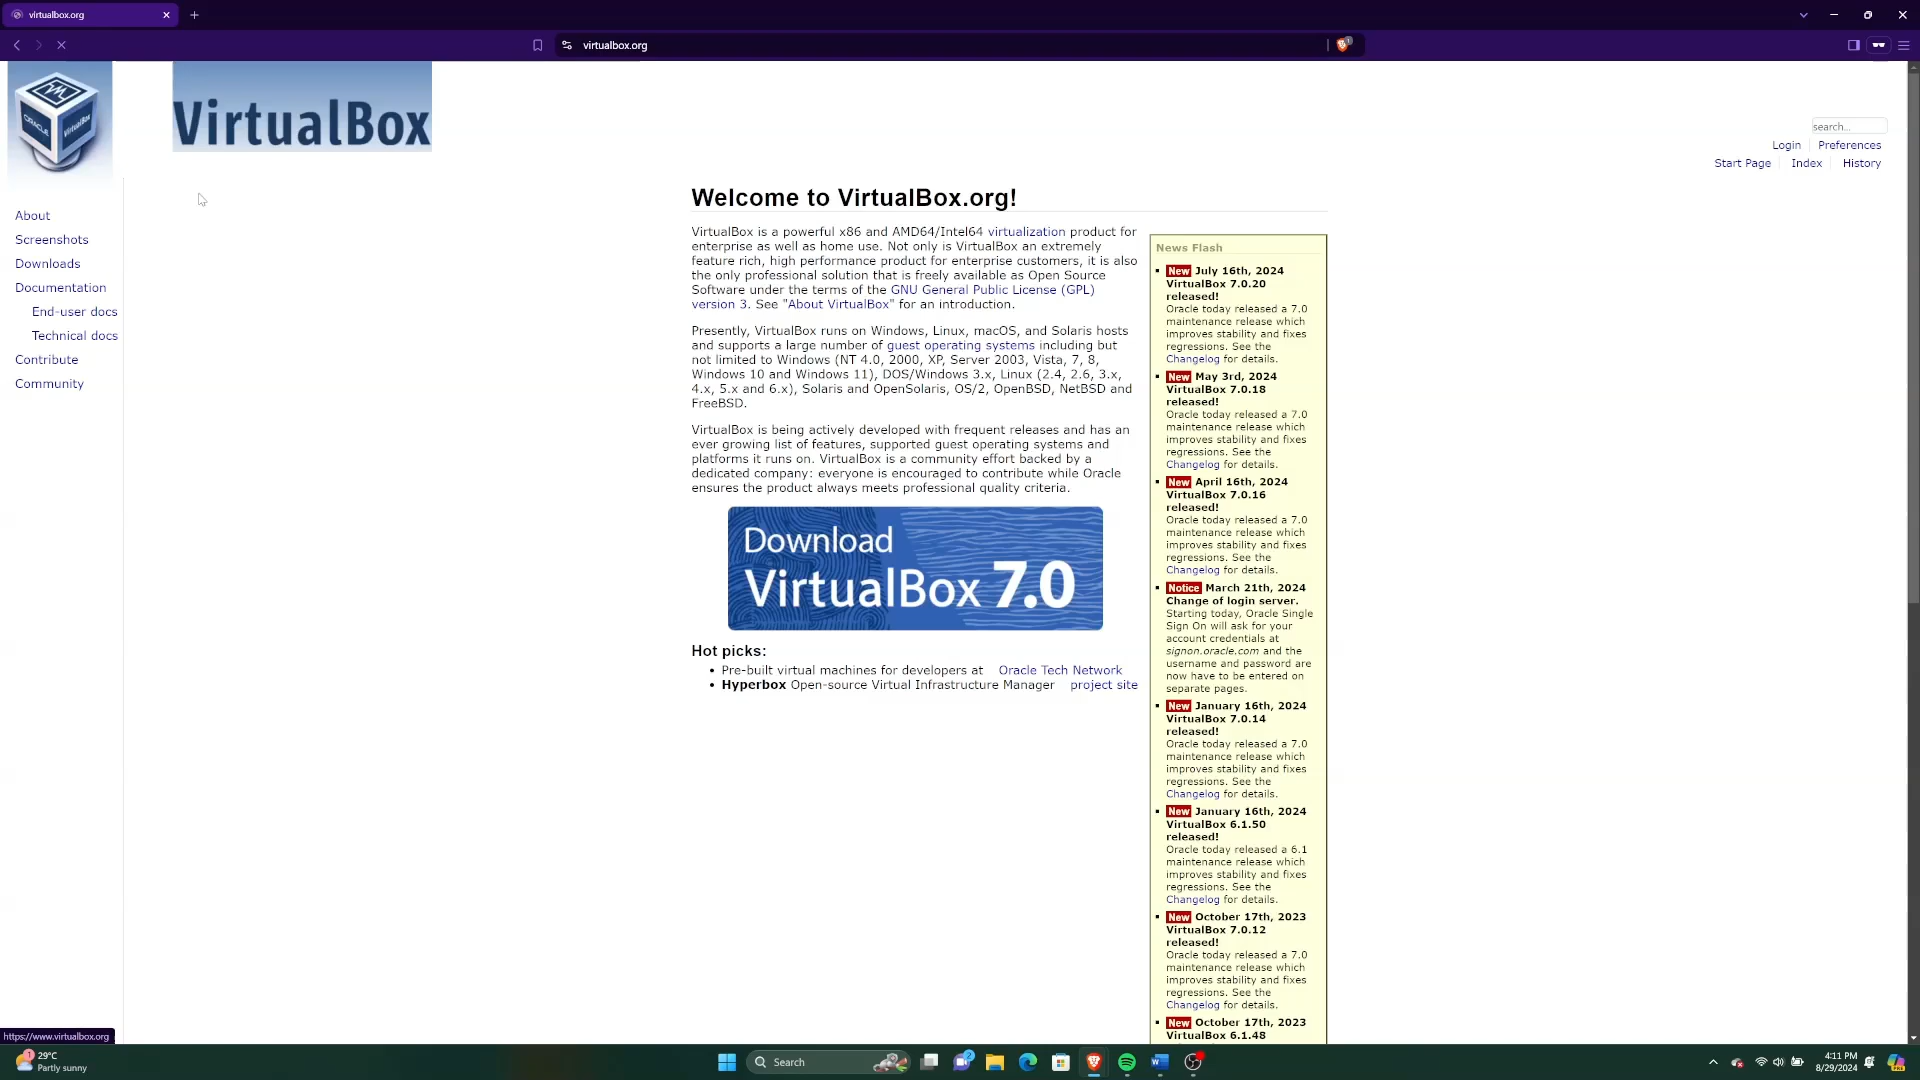 virtualbox.org
virtualbox.org
1
ORACLE
VirtualBox
VirtualBox
search...
Login
Preferences
Start Page
Index
History
About
Screenshots
Downloads
Documentation
End-user docs
Technical docs
Contribute
Community
Welcome to VirtualBox.org!
VirtualBox is a powerful x86 and AMD64/Intel64 virtualization product for
enterprise as well as home use. Not only is VirtualBox an extremely
feature rich, high performance product for enterprise customers, it is also
the only professional solution that is freely available as Open Source
Software under the terms of the GNU General Public License (GPL)
version 3. See "About VirtualBox" for an introduction.
Presently, VirtualBox runs on Windows, Linux, macOS, and Solaris hosts
and supports a large number of guest operating systems including but
not limited to Windows (NT 4.0, 2000, XP, Server 2003, Vista, 7, 8,
Windows 10 and Windows 11), DOS/Windows 3.x, Linux (2.4, 2.6, 3.x,
4.x, 5.x and 6.x), Solaris and OpenSolaris, OS/2, OpenBSD, NetBSD and
FreeBSD.
VirtualBox is being actively developed with frequent releases and has an
ever growing list of features, supported guest operating systems and
platforms it runs on. VirtualBox is a community effort backed by a
dedicated company: everyone is encouraged to contribute while Oracle
ensures the product always meets professional quality criteria.
Download
VirtualBox 7.0
Hot picks:
• Pre-built virtual machines for developers at Oracle Tech Network
• Hyperbox Open-source Virtual Infrastructure Manager project site
News Flash
New July 16th, 2024
VirtualBox 7.0.20
released!
Oracle today released a 7.0
maintenance release which
improves stability and fixes
regressions. See the
Changelog for details.
New May 3rd, 2024
VirtualBox 7.0.18
released!
Oracle today released a 7.0
maintenance release which
improves stability and fixes
regressions. See the
Changelog for details.
New April 16th, 2024
VirtualBox 7.0.16
released!
Oracle today released a 7.0
maintenance release which
improves stability and fixes
regressions. See the
Changelog for details.
Notice March 21th, 2024
Change of login server.
Starting today, Oracle Single
Sign On will ask for your
account credentials at
signon.oracle.com and the
username and password are
now have to be entered on
separate pages.
New January 16th, 2024
VirtualBox 7.0.14
released!
Oracle today released a 7.0
maintenance release which
improves stability and fixes
regressions. See the
Changelog for details.
New January 16th, 2024
VirtualBox 6.1.50
released!
Oracle today released a 6.1
maintenance release which
improves stability and fixes
regressions. See the
Changelog for details.
New October 17th, 2023
VirtualBox 7.0.12
released!
Oracle today released a 7.0
maintenance release which
improves stability and fixes
regressions. See the
Changelog for details.
New October 17th, 2023
VirtualBox 6.1.48
https://www.virtualbox.org
1
29°C
Partly sunny
Search
2
4:11 PM
8/29/2024